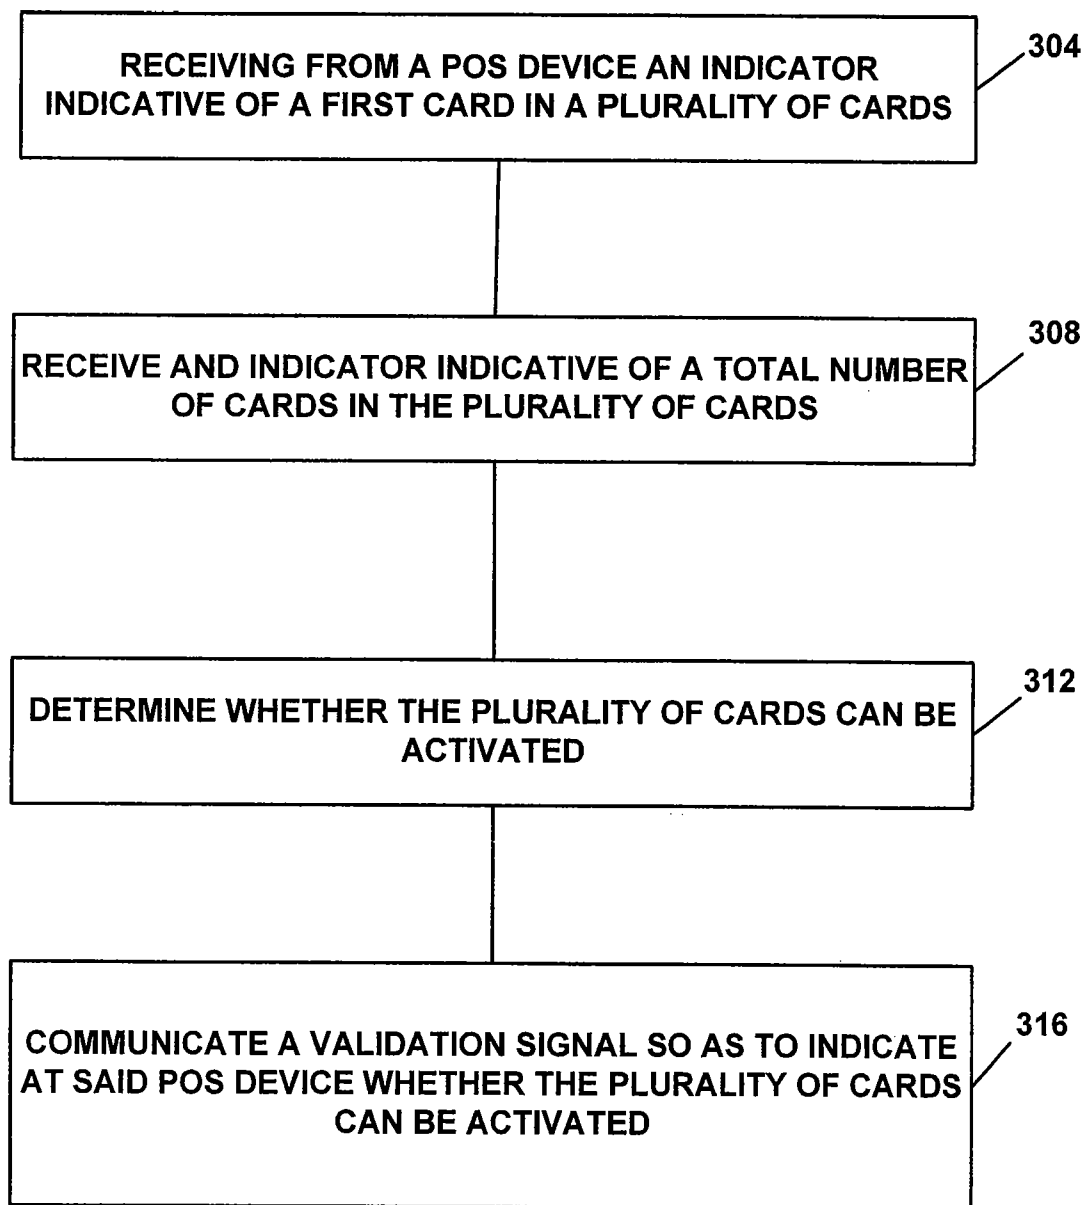 RECEIVING FROM A POS DEVICE AN INDICATOR
INDICATIVE OF A FIRST CARD IN A PLURALITY OF CARDS
304
RECEIVE AND INDICATOR INDICATIVE OF A TOTAL NUMBER
OF CARDS IN THE PLURALITY OF CARDS
308
DETERMINE WHETHER THE PLURALITY OF CARDS CAN BE
ACTIVATED
312
COMMUNICATE A VALIDATION SIGNAL SO AS TO INDICATE
AT SAID POS DEVICE WHETHER THE PLURALITY OF CARDS
CAN BE ACTIVATED
316